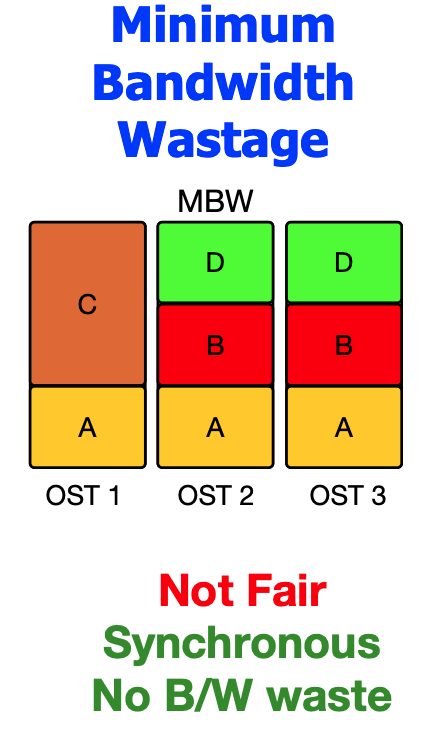 Minimum
Bandwidth
Wastage
MBW
D D
C
B B
A A A
OST 1 OST 2 OST 3
Not Fair
Synchronous
No B/W waste